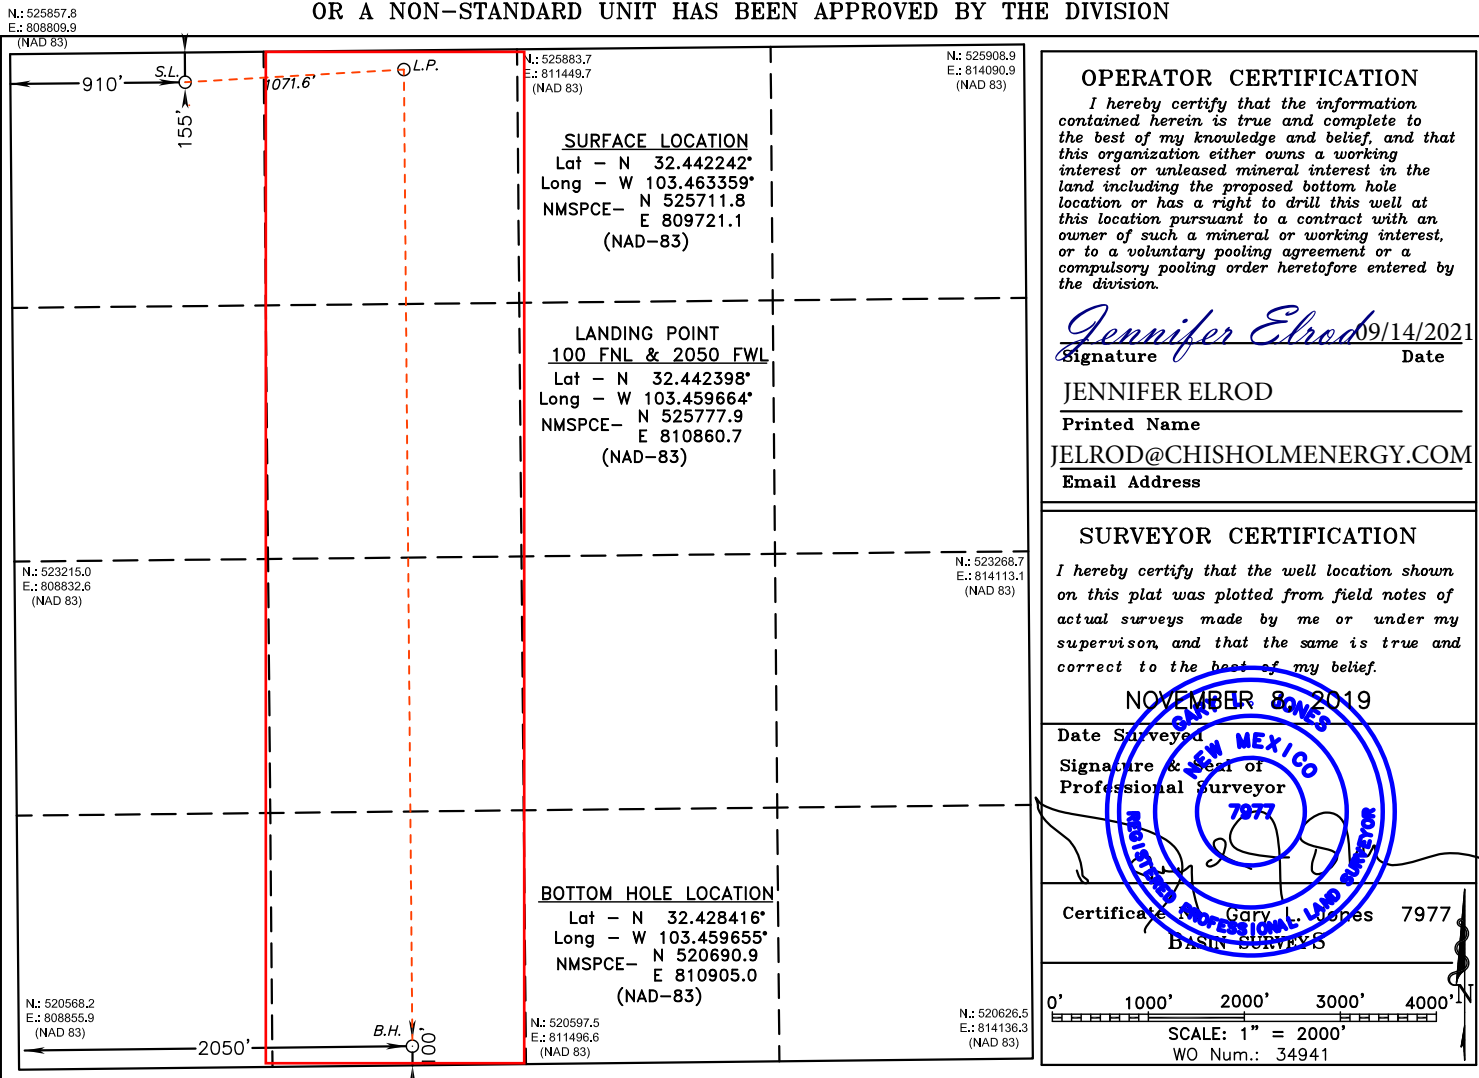 OR A NON-STANDARD UNIT HAS BEEN APPROVED BY THE DIVISION
N.: 525857.8
E.: 808809.9
(NAD 83)
910'
S.L.
155'
1071.6'
L.P.
N.: 525883.7
E.: 811449.7
(NAD 83)
N.: 525908.9
E.: 814090.9
(NAD 83)
SURFACE LOCATION
Lat - N 32.442242°
Long - W 103.463359°
NMSPCE- N 525711.8
E 809721.1
(NAD-83)
LANDING POINT
100 FNL & 2050 FWL
Lat - N 32.442398°
Long - W 103.459664°
NMSPCE- N 525777.9
E 810860.7
(NAD-83)
N.: 523215.0
E.: 808832.6
(NAD 83)
N.: 523268.7
E.: 814113.1
(NAD 83)
BOTTOM HOLE LOCATION
Lat - N 32.428416°
Long - W 103.459655°
NMSPCE- N 520690.9
E 810905.0
(NAD-83)
N.: 520568.2
E.: 808855.9
(NAD 83)
2050'
B.H.
100'
N.: 520597.5
E.: 811496.6
(NAD 83)
N.: 520626.5
E.: 814136.3
(NAD 83)
OPERATOR CERTIFICATION
I hereby certify that the information
contained herein is true and complete to
the best of my knowledge and belief, and that
this organization either owns a working
interest or unleased mineral interest in the
land including the proposed bottom hole
location or has a right to drill this well at
this location pursuant to a contract with an
owner of such a mineral or working interest,
or to a voluntary pooling agreement or a
compulsory pooling order heretofore entered by
the division.
Jennifer Elrod 09/14/2021
Signature Date
JENNIFER ELROD
Printed Name
JELROD@CHISHOLMENERGY.COM
Email Address
SURVEYOR CERTIFICATION
I hereby certify that the well location shown
on this plat was plotted from field notes of
actual surveys made by me or under my
supervison, and that the same is true and
correct to the best of my belief.
NOVEMBER 8, 2019
Date Surveyed
Signature & Seal of
Professional Surveyor
GARY L. JONES
NEW MEXICO
7977
REGISTERED PROFESSIONAL LAND SURVEYOR
Certificate No. Gary L. Jones 7977
BASIN SURVEYS
N
0' 1000' 2000' 3000' 4000'
SCALE: 1" = 2000'
WO Num.: 34941